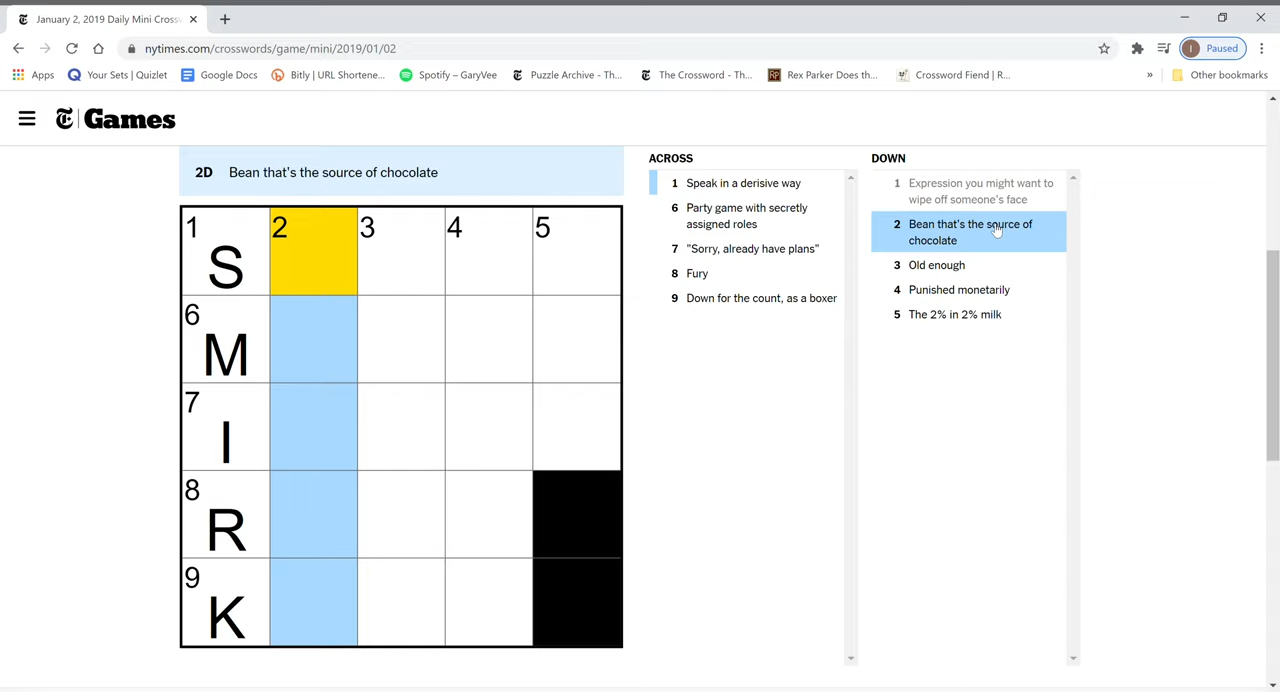 January 2, 2019 Daily Mini Cross
nytimes.com/crosswords/game/mini/2019/01/02
I Paused
Apps Your Sets | Quizlet Google Docs Bitly | URL Shortene... Spotify – GaryVee Puzzle Archive - Th... The Crossword - Th... RP Rex Parker Does th... Crossword Fiend | R... » Other bookmarks
T Games
2D Bean that's the source of chocolate
1 2 3 4 5
S
6
M
7
I
8
R
9
K
ACROSS
1 Speak in a derisive way
6 Party game with secretly
assigned roles
7 "Sorry, already have plans"
8 Fury
9 Down for the count, as a boxer
DOWN
1 Expression you might want to
wipe off someone's face
2 Bean that's the source of
chocolate
3 Old enough
4 Punished monetarily
5 The 2% in 2% milk